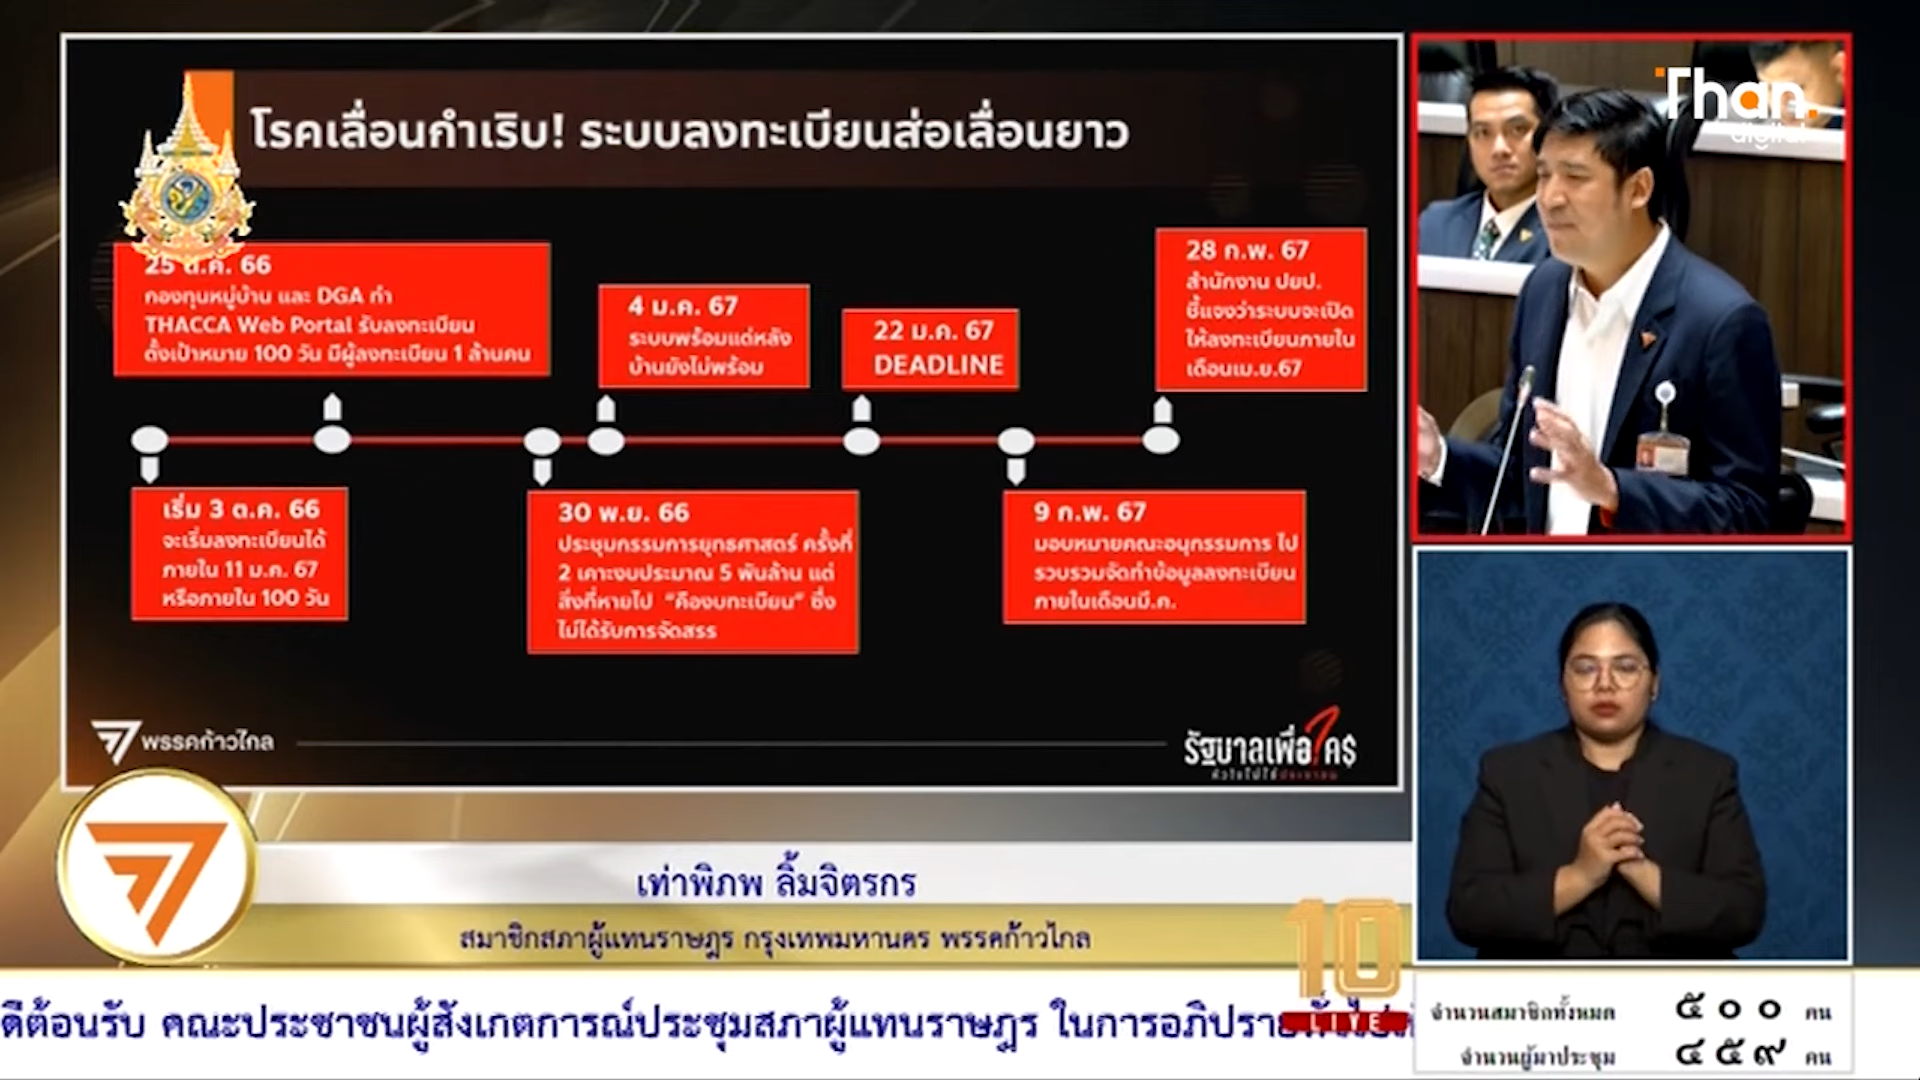 โรคเลื่อนกำเริบ! ระบบลงทะเบียนส่อเลื่อนยาว
25 ต.ค. 66
กองทุนหมู่บ้าน และ DGA ทำ
THACCA Web Portal รับลงทะเบียน
ตั้งเป้าหมาย 100 วัน มีผู้ลงทะเบียน 1 ล้านคน
4 ม.ค. 67
ระบบพร้อมแต่หลัง
บ้านยังไม่พร้อม
22 ม.ค. 67
DEADLINE
28 ก.พ. 67
สำนักงาน ปยป.
ชี้แจงว่าระบบจะเปิด
ให้ลงทะเบียนภายใน
เดือนเม.ย.67
เริ่ม 3 ต.ค. 66
จะเริ่มลงทะเบียนได้
ภายใน 11 ม.ค. 67
หรือภายใน 100 วัน
30 พ.ย. 66
ประชุมกรรมการยุทธศาสตร์ ครั้งที่
2 เคาะงบประมาณ 5 พันล้าน แต่
สิ่งที่หายไป "คืองบทะเบียน" ซึ่ง
ไม่ได้รับการจัดสรร
9 ก.พ. 67
มอบหมายคณะอนุกรรมการ ไป
รวบรวมจัดทำข้อมูลลงทะเบียน
ภายในเดือนมี.ค.
พรรคก้าวไกล
รัฐบาลเพื่อใคร$
หัวใจไม่ใช่ประชาชน
Than
digital
เท่าพิภพ ลิ้มจิตรกร
สมาชิกสภาผู้แทนราษฎร กรุงเทพมหานคร พรรคก้าวไกล
10
LIVE
ดีต้อนรับ คณะประชาชนผู้สังเกตการณ์ประชุมสภาผู้แทนราษฎร ในการอภิปราย
จำนวนสมาชิกทั้งหมด ๕๐๐ คน
จำนวนผู้มาประชุม ๔๕๙ คน